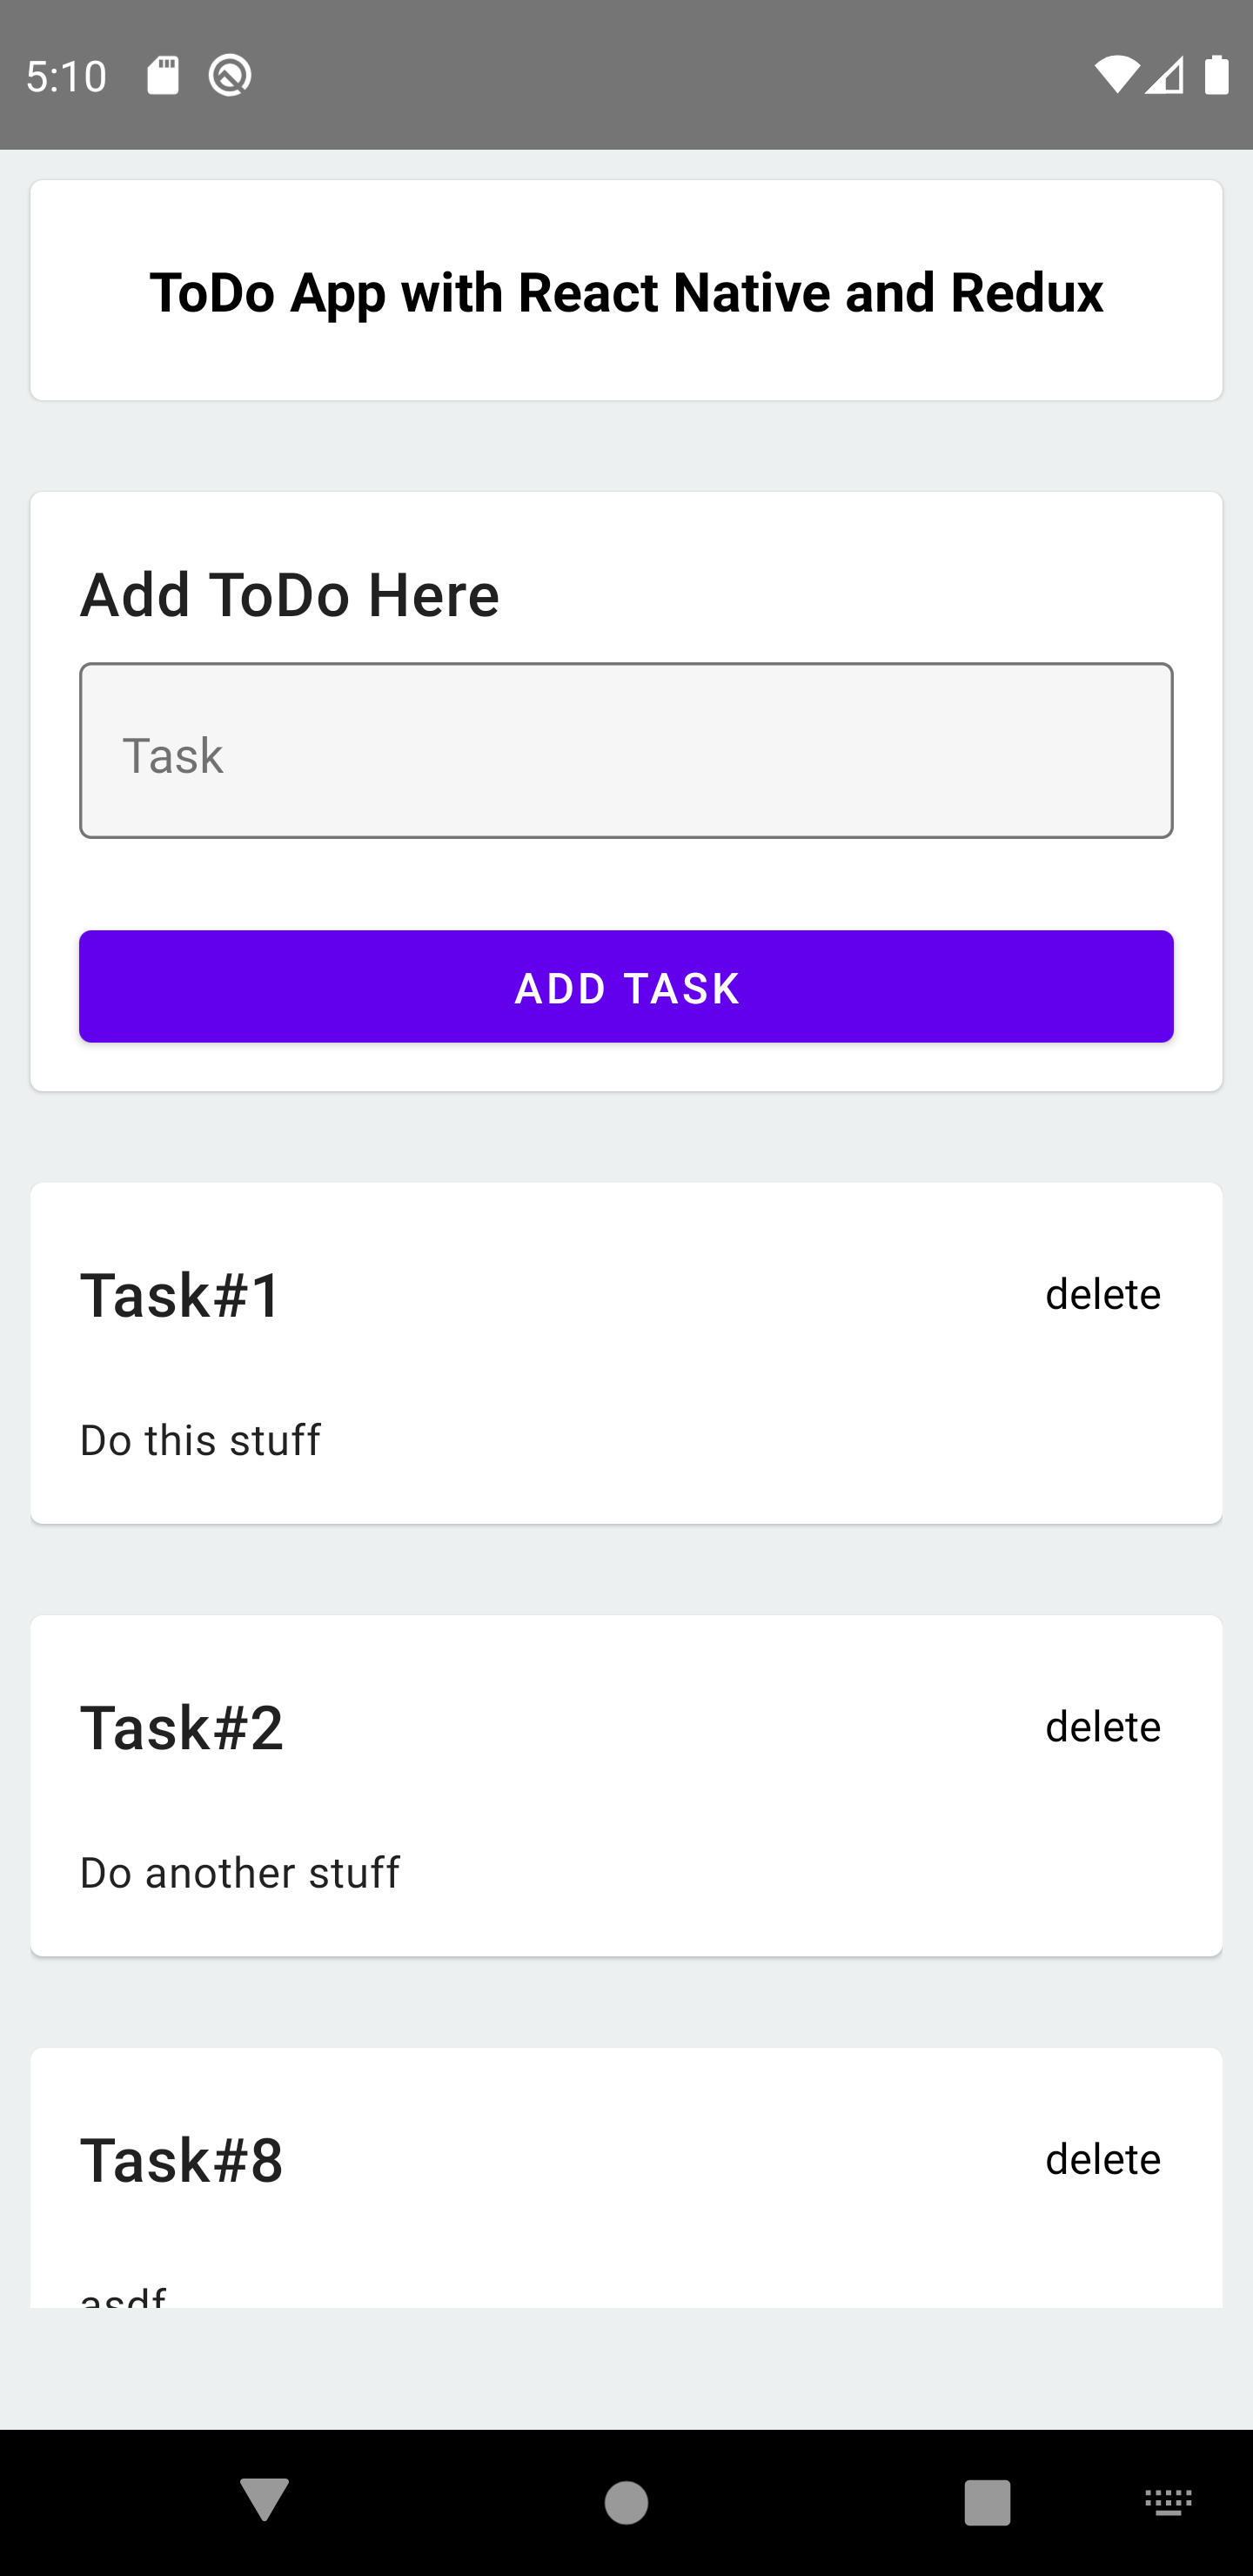 5:10
ToDo App with React Native and Redux
Add ToDo Here
Task
ADD TASK
Task#1
delete
Do this stuff
Task#2
delete
Do another stuff
Task#8
delete
asdf